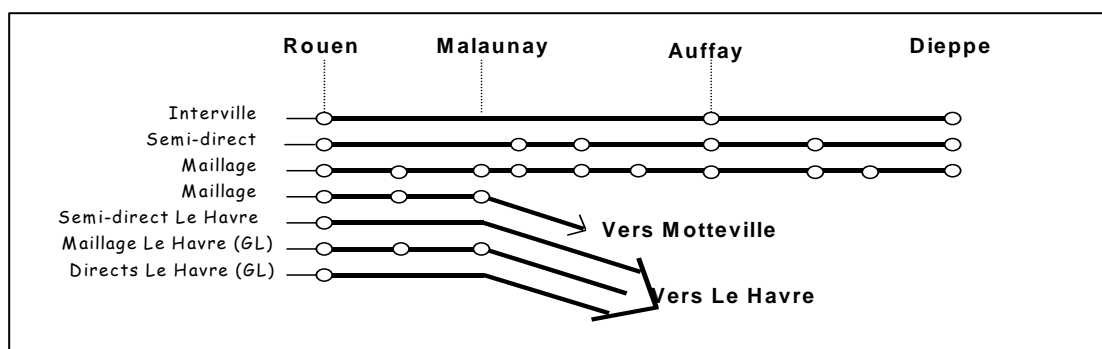 Rouen Malaunay Auffay Dieppe
Interville
Semi-direct
Maillage
Maillage
Semi-direct Le Havre
Vers Motteville
Maillage Le Havre (GL)
Directs Le Havre (GL)
Vers Le Havre